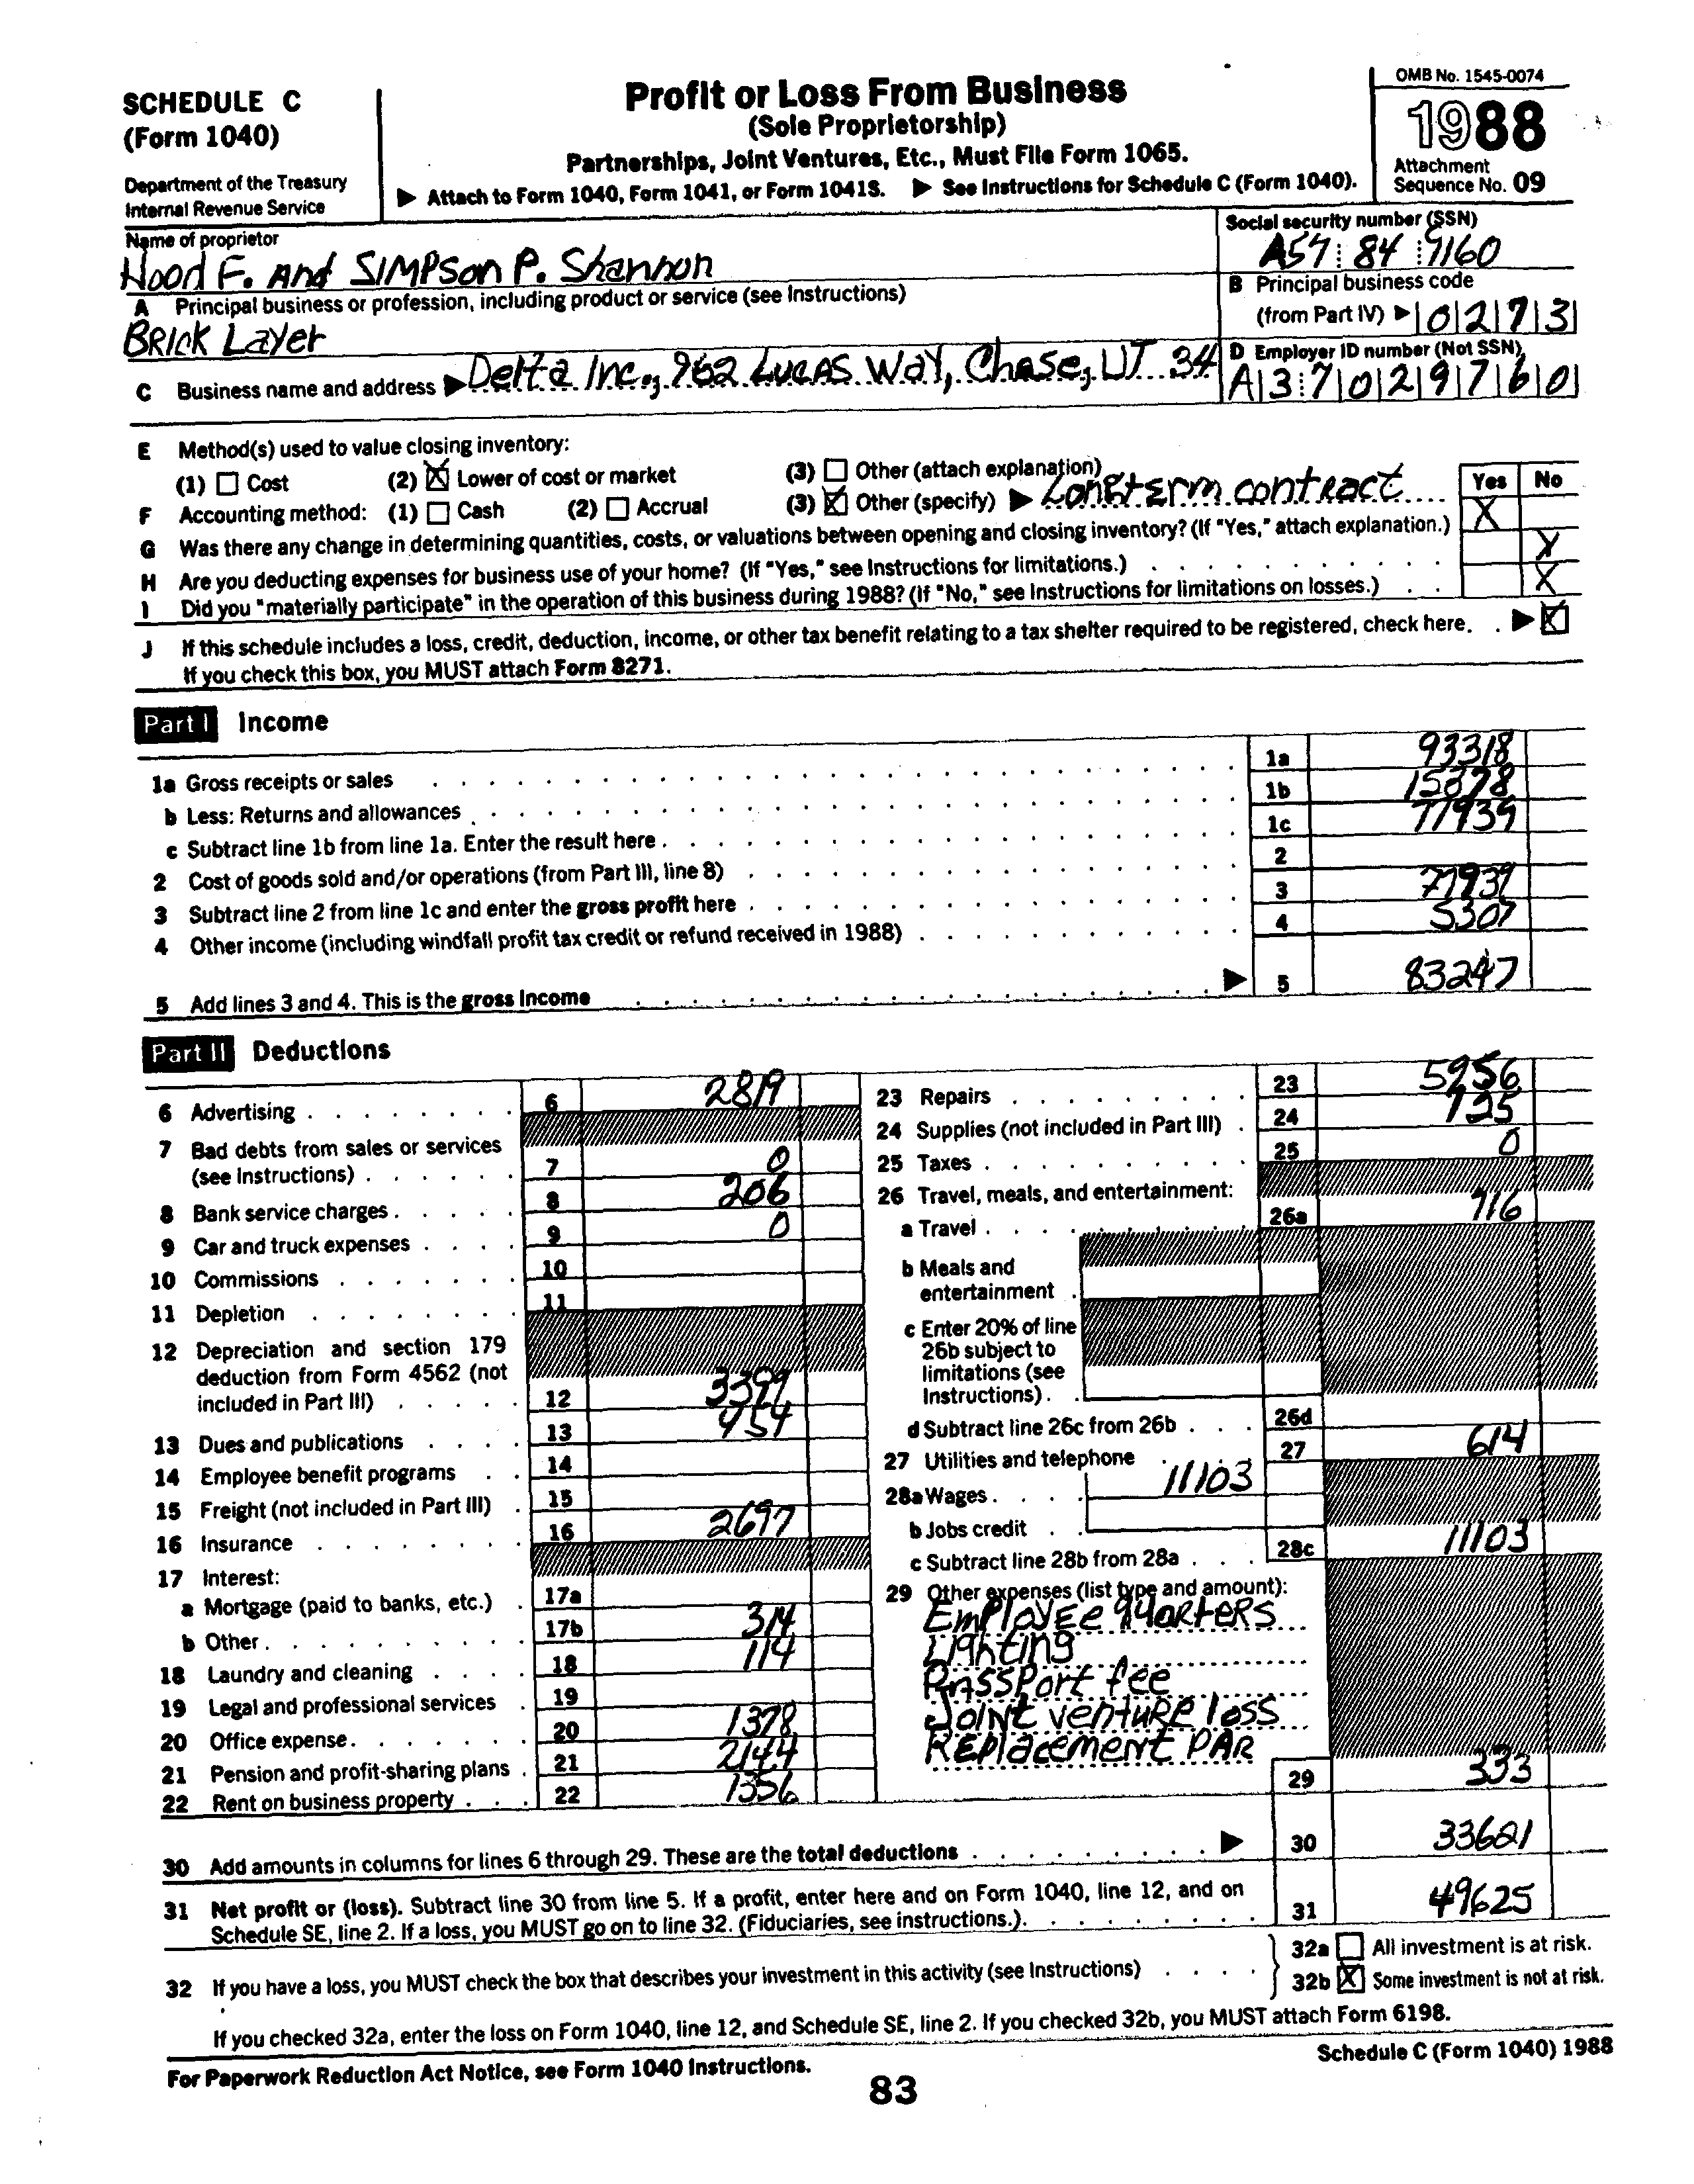 SCHEDULE C
(Form 1040)
Department of the Treasury
Internal Revenue Service
Profit or Loss From Business
(Sole Proprietorship)
Partnerships, Joint Ventures, Etc., Must File Form 1065.
▶ Attach to Form 1040, Form 1041, or Form 1041S. ▶ See Instructions for Schedule C (Form 1040).
OMB No. 1545-0074
1988
Attachment
Sequence No. 09
Name of proprietor
Hood F. And SIMPSon P. Shannon
Social security number (SSN)
A57 84 9160
A Principal business or profession, including product or service (see Instructions)
BRICK Layer
B Principal business code
(from Part IV) ▶ 0273
C Business name and address ▶ Delta Inc., 962 LUCAS Way, Chase, UT 34
D Employer ID number (Not SSN)
A37029760
E Method(s) used to value closing inventory:
(1) ☐ Cost (2) ☒ Lower of cost or market (3) ☐ Other (attach explanation)
F Accounting method: (1) ☐ Cash (2) ☐ Accrual (3) ☒ Other (specify) ▶ Longterm contract
Yes No
G Was there any change in determining quantities, costs, or valuations between opening and closing inventory? (If "Yes," attach explanation.) X
H Are you deducting expenses for business use of your home? (If "Yes," see Instructions for limitations.) X
I Did you "materially participate" in the operation of this business during 1988? (If "No," see Instructions for limitations on losses.) X
J If this schedule includes a loss, credit, deduction, income, or other tax benefit relating to a tax shelter required to be registered, check here. ▶ ☒
If you check this box, you MUST attach Form 8271.
Part I Income
1a Gross receipts or sales 1a 93318
b Less: Returns and allowances 1b 15378
c Subtract line 1b from line 1a. Enter the result here 1c 77939
2 Cost of goods sold and/or operations (from Part III, line 8) 2
3 Subtract line 2 from line 1c and enter the gross profit here 3 77939
4 Other income (including windfall profit tax credit or refund received in 1988) 4 5307
5 Add lines 3 and 4. This is the gross income ▶ 5 83247
Part II Deductions
6 Advertising 6 2819
7 Bad debts from sales or services
(see Instructions) 7 0
8 Bank service charges 8 206
9 Car and truck expenses 9 0
10 Commissions 10
11 Depletion 11
12 Depreciation and section 179
deduction from Form 4562 (not
included in Part III) 12 3399
13 Dues and publications 13
14 Employee benefit programs 14
15 Freight (not included in Part III) 15
16 Insurance 16 2697
17 Interest:
a Mortgage (paid to banks, etc.) 17a
b Other 17b 314
18 Laundry and cleaning 18 114
19 Legal and professional services 19
20 Office expense 20 1378
21 Pension and profit-sharing plans 21 2144
22 Rent on business property 22 1356
23 Repairs 23 5956
24 Supplies (not included in Part III) 24
25 Taxes 25 0
26 Travel, meals, and entertainment:
a Travel 26a
b Meals and
entertainment
c Enter 20% of line
26b subject to
limitations (see
Instructions)
d Subtract line 26c from 26b 26d
27 Utilities and telephone 27 614
28a Wages 11103
b Jobs credit
c Subtract line 28b from 28a 28c 11103
29 Other expenses (list type and amount):
EmPloyEE quarters
Lighting
PASSPort fee
Joint venture loss
REPlacement PAR
29 333
30 Add amounts in columns for lines 6 through 29. These are the total deductions ▶ 30 33621
31 Net profit or (loss). Subtract line 30 from line 5. If a profit, enter here and on Form 1040, line 12, and on
Schedule SE, line 2. If a loss, you MUST go on to line 32. (Fiduciaries, see instructions.) 31 49625
32 If you have a loss, you MUST check the box that describes your investment in this activity (see Instructions)
32a ☐ All investment is at risk.
32b ☒ Some investment is not at risk.
If you checked 32a, enter the loss on Form 1040, line 12, and Schedule SE, line 2. If you checked 32b, you MUST attach Form 6198.
For Paperwork Reduction Act Notice, see Form 1040 Instructions.
Schedule C (Form 1040) 1988
83